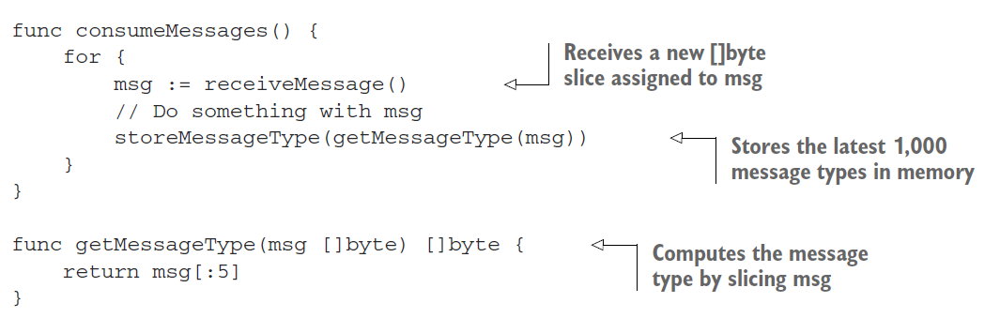 func consumeMessages() {
    for {
        msg := receiveMessage()
        // Do something with msg
        storeMessageType(getMessageType(msg))
    }
}
Receives a new []byte
slice assigned to msg
Stores the latest 1,000
message types in memory
func getMessageType(msg []byte) []byte {
    return msg[:5]
}
Computes the message
type by slicing msg